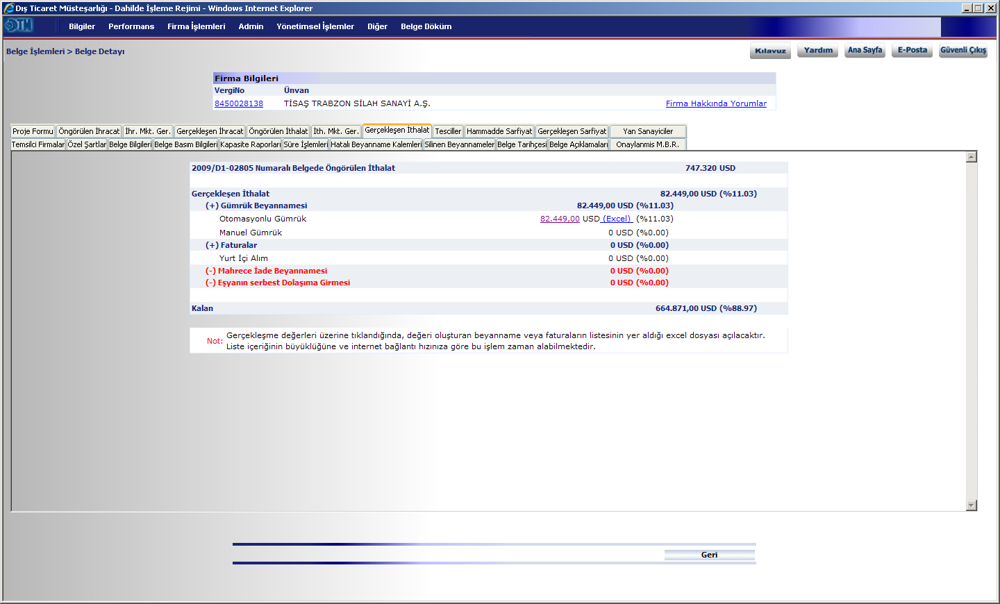 Dış Ticaret Müsteşarlığı - Dahilde İşleme Rejimi - Windows Internet Explorer
DTM
Bilgiler Performans Firma İşlemleri Admin Yönetimsel İşlemler Diğer Belge Döküm
Belge İşlemleri > Belge Detayı
Kılavuz Yardım Ana Sayfa E-Posta Güvenli Çıkış
Firma Bilgileri
VergiNo Ünvan
8450028138 TİSAŞ TRABZON SİLAH SANAYİ A.Ş. Firma Hakkında Yorumlar
Proje Formu Öngörülen İhracat İhr. Mkt. Ger. Gerçekleşen İhracat Öngörülen İthalat İth. Mkt. Ger. Gerçekleşen İthalat Tesciller Hammadde Sarfiyat Gerçekleşen Sarfiyat Yan Sanayiciler
Temsilci Firmalar Özel Şartlar Belge Bilgileri Belge Basım Bilgileri Kapasite Raporları Süre İşlemleri Hatalı Beyanname Kalemleri Silinen Beyannameler Belge Tarihçesi Belge Açıklamaları Onaylanmis M.B.R.
2009/D1-02805 Numaralı Belgede Öngörülen İthalat 747.320 USD
Gerçekleşen İthalat 82.449,00 USD (%11.03)
(+) Gümrük Beyannamesi 82.449,00 USD (%11.03)
Otomasyonlu Gümrük 82.449,00 USD (Excel) (%11.03)
Manuel Gümrük 0 USD (%0.00)
(+) Faturalar 0 USD (%0.00)
Yurt İçi Alım 0 USD (%0.00)
(-) Mahrece İade Beyannamesi 0 USD (%0.00)
(-) Eşyanın serbest Dolaşıma Girmesi 0 USD (%0.00)
Kalan 664.871,00 USD (%88.97)
Not: Gerçekleşme değerleri üzerine tıklandığında, değeri oluşturan beyanname veya faturaların listesinin yer aldığı excel dosyası açılacaktır.
Liste içeriğinin büyüklüğüne ve internet bağlantı hızınıza göre bu işlem zaman alabilmektedir.
Geri